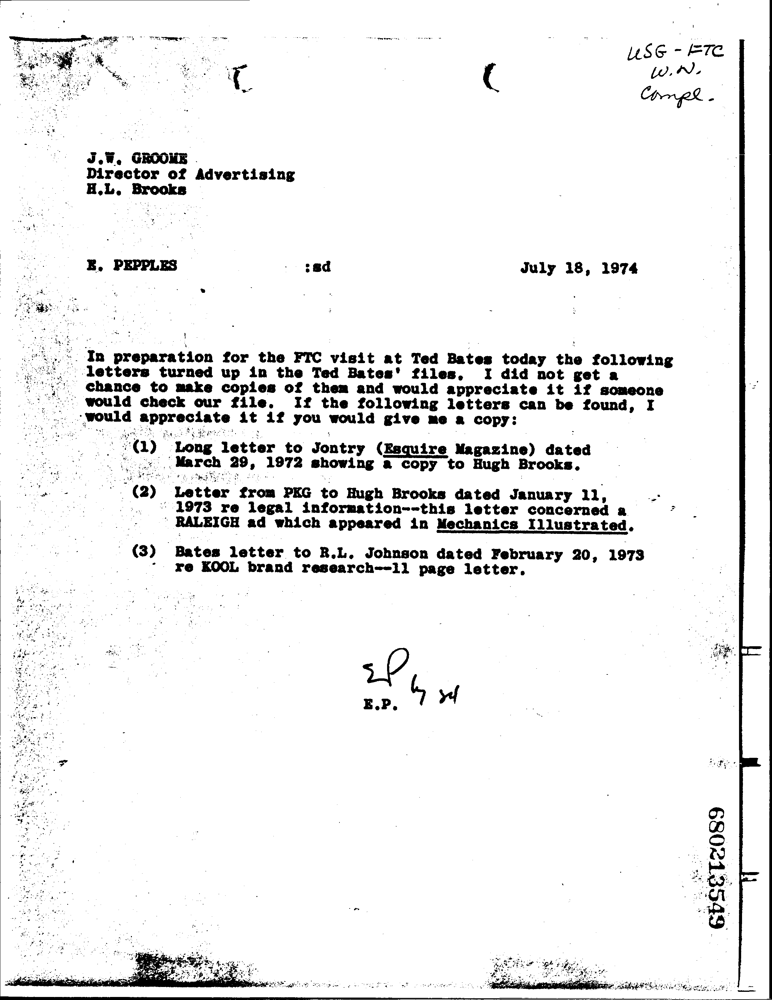 USG - FTC
W.N.
Compl.
J.W. GROOME
Director of Advertising
H.L. Brooks
E. PEPPLES :sd July 18, 1974
In preparation for the FTC visit at Ted Bates today the following
letters turned up in the Ted Bates' files. I did not get a
chance to make copies of them and would appreciate it if someone
would check our file. If the following letters can be found, I
would appreciate it if you would give me a copy:
(1) Long letter to Jontry (Esquire Magazine) dated
March 29, 1972 showing a copy to Hugh Brooks.
(2) Letter from PKG to Hugh Brooks dated January 11,
1973 re legal information--this letter concerned a
RALEIGH ad which appeared in Mechanics Illustrated.
(3) Bates letter to R.L. Johnson dated February 20, 1973
re KOOL brand research--11 page letter.
EP by sd
E.P.
680213549